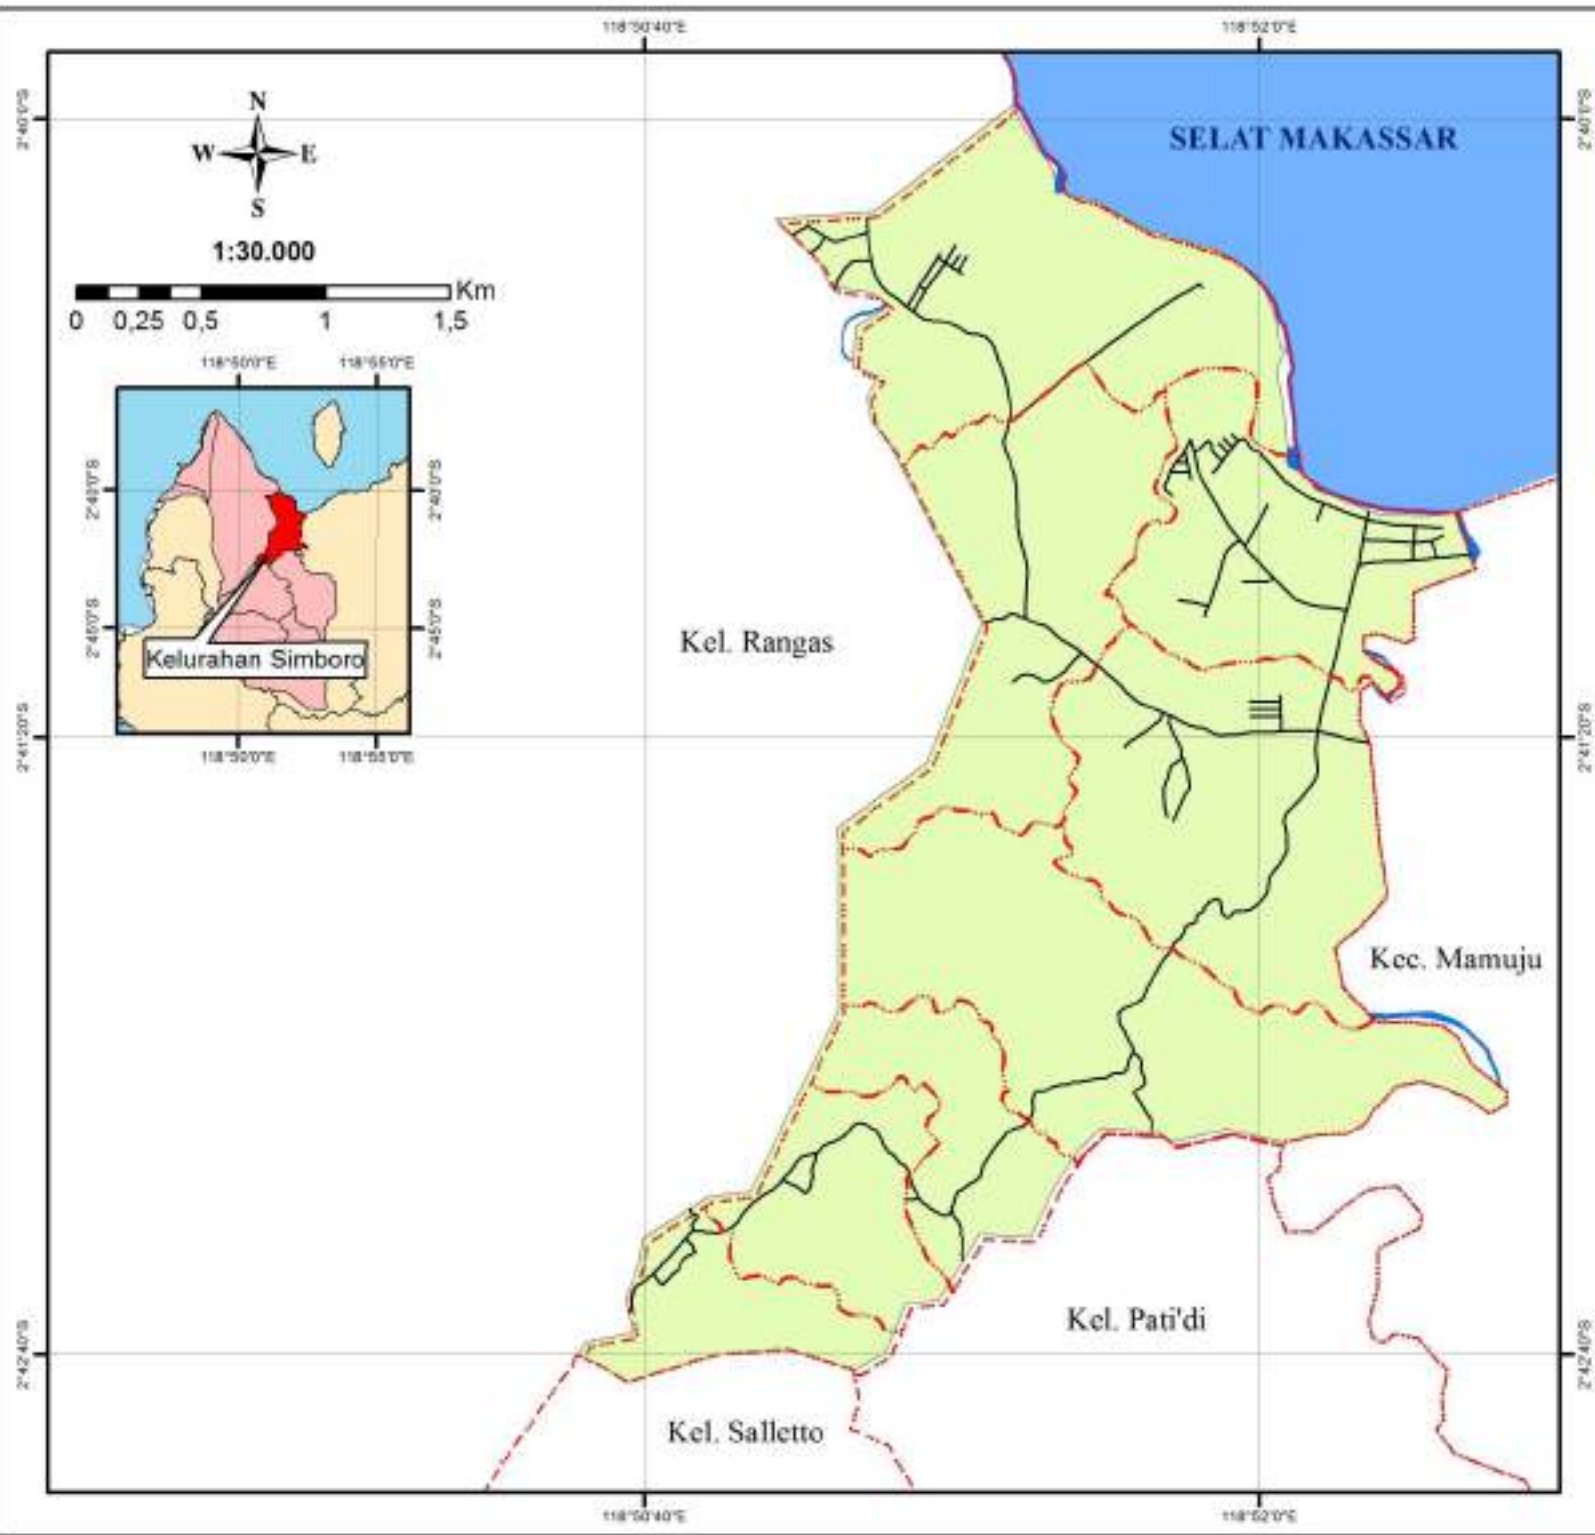 118°50'40"E 118°52'0"E
2°40'0"S 2°40'0"S
N
W E
S
SELAT MAKASSAR
1:30.000
Km
0 0,25 0,5 1 1,5
118°50'0"E 118°55'0"E
2°40'0"S 2°40'0"S
2°45'0"S 2°45'0"S
Kelurahan Simboro
118°50'0"E 118°55'0"E
Kel. Rangas
2°41'20"S 2°41'20"S
Kec. Mamuju
Kel. Pati'di
2°42'40"S 2°42'40"S
Kel. Salletto
118°50'40"E 118°52'0"E